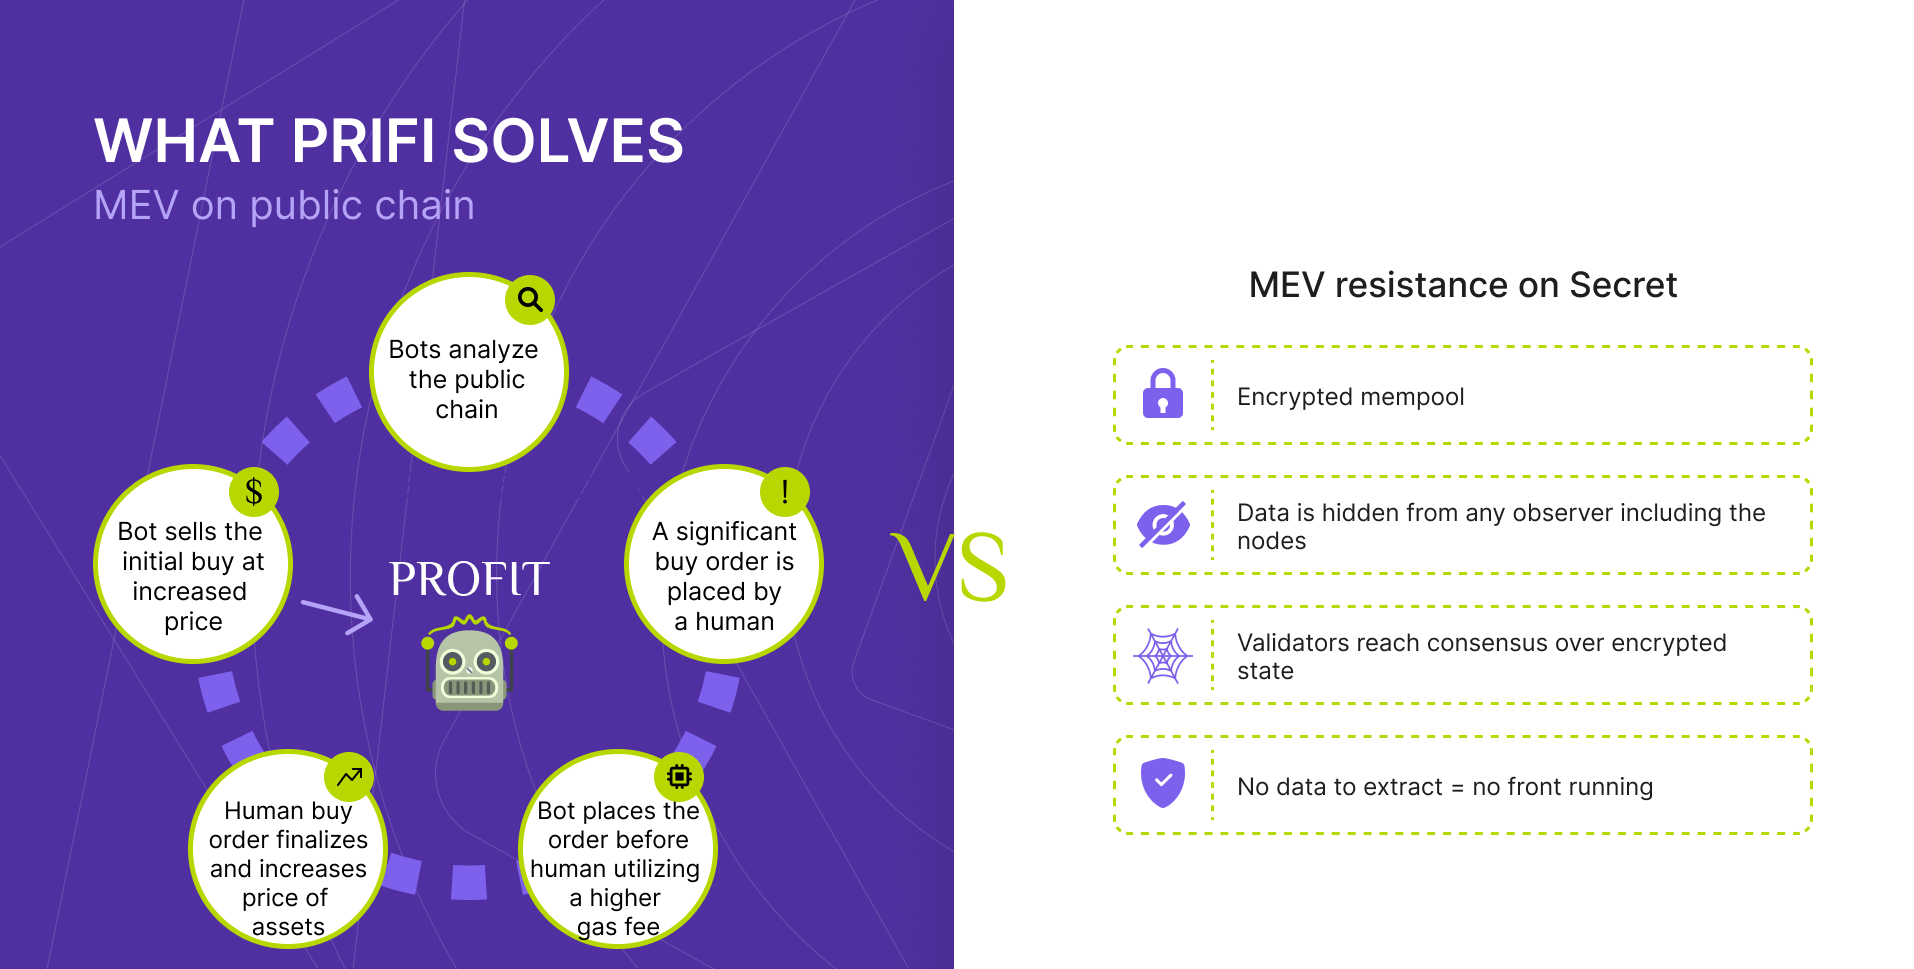 WHAT PRIFI SOLVES
MEV on public chain
Bots analyze
the public
chain
!
A significant
buy order is
placed by
a human
Bot places the
order before
human utilizing
a higher
gas fee
Human buy
order finalizes
and increases
price of
assets
$
Bot sells the
initial buy at
increased
price
PROFIT
VS
MEV resistance on Secret
Encrypted mempool
Data is hidden from any observer including the
nodes
Validators reach consensus over encrypted
state
No data to extract = no front running